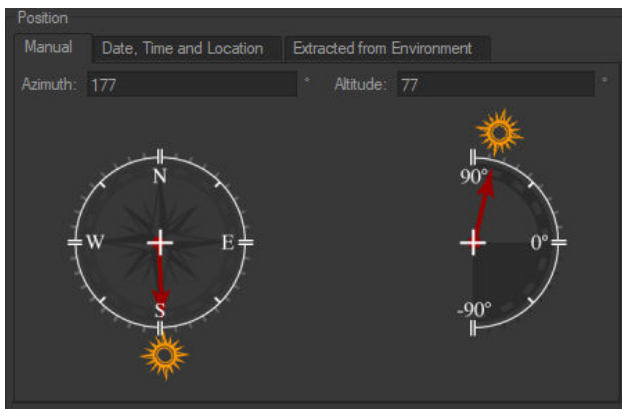 Position
Manual Date, Time and Location Extracted from Environment
Azimuth: 177 ° Altitude: 77 °
N
90°
W E 0°
S
-90°